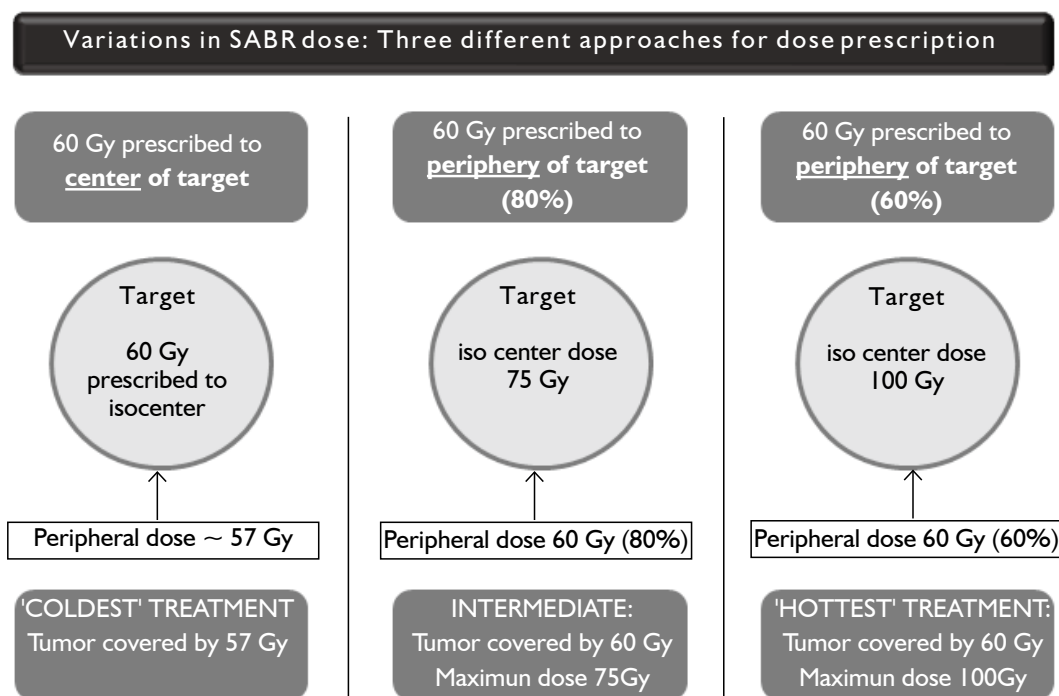 Variations in SABR dose: Three different approaches for dose prescription
60 Gy prescribed to
center of target
60 Gy prescribed to
periphery of target
(80%)
60 Gy prescribed to
periphery of target
(60%)
Target
60 Gy
prescribed to
isocenter
Target
iso center dose
75 Gy
Target
iso center dose
100 Gy
Peripheral dose ~ 57 Gy
Peripheral dose 60 Gy (80%)
Peripheral dose 60 Gy (60%)
'COLDEST' TREATMENT
Tumor covered by 57 Gy
INTERMEDIATE:
Tumor covered by 60 Gy
Maximun dose 75Gy
'HOTTEST' TREATMENT:
Tumor covered by 60 Gy
Maximun dose 100Gy